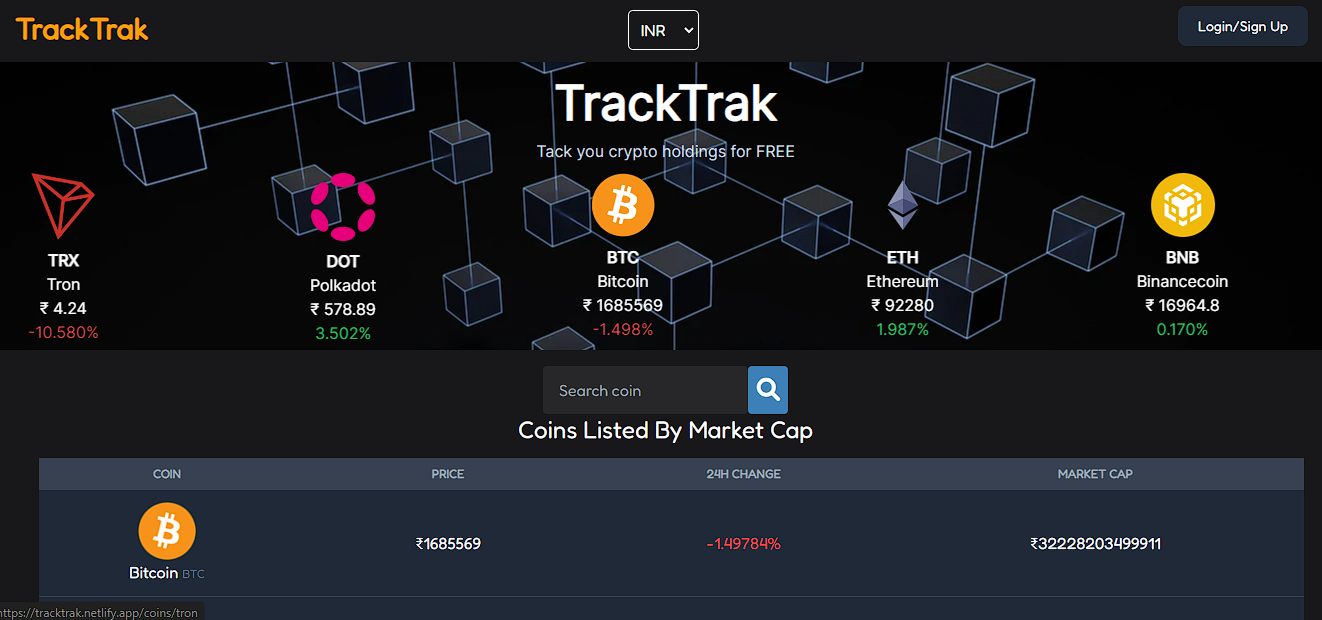 TrackTrak
INR
Login/Sign Up
TrackTrak
Tack you crypto holdings for FREE
TRX
Tron
₹ 4.24
-10.580%
DOT
Polkadot
₹ 578.89
3.502%
BTC
Bitcoin
₹ 1685569
-1.498%
ETH
Ethereum
₹ 92280
1.987%
BNB
Binancecoin
₹ 16964.8
0.170%
Search coin
Coins Listed By Market Cap
COIN PRICE 24H CHANGE MARKET CAP
Bitcoin BTC ₹1685569 -1.49784% ₹32228203499911
https://tracktrak.netlify.app/coins/tron